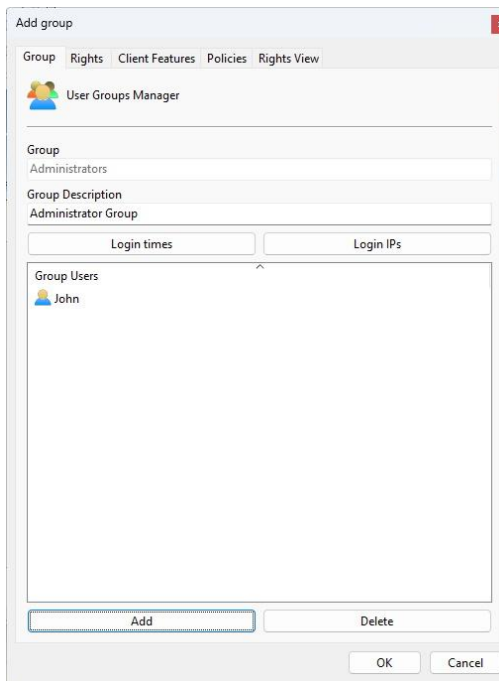 Add group
Group Rights Client Features Policies Rights View
User Groups Manager
Group
Administrators
Group Description
Administrator Group
Login times Login IPs
Group Users
John
Add Delete
OK Cancel